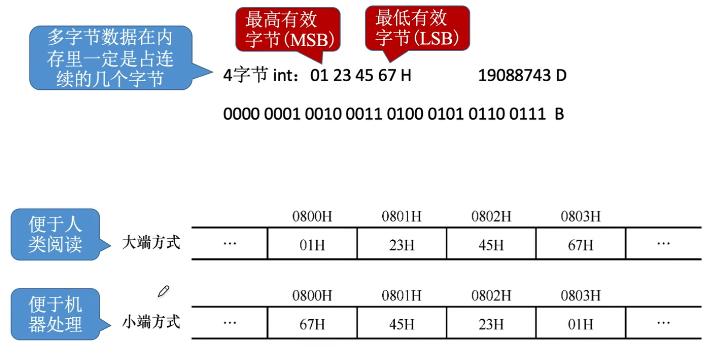 多字节数据在内
存里一定是占连
续的几个字节
最高有效
字节(MSB)
最低有效
字节(LSB)
4字节 int： 01 23 45 67 H 19088743 D
0000 0001 0010 0011 0100 0101 0110 0111 B
便于人
类阅读
0800H 0801H 0802H 0803H
大端方式 … 01H 23H 45H 67H …
便于机
器处理
0800H 0801H 0802H 0803H
小端方式 … 67H 45H 23H 01H …